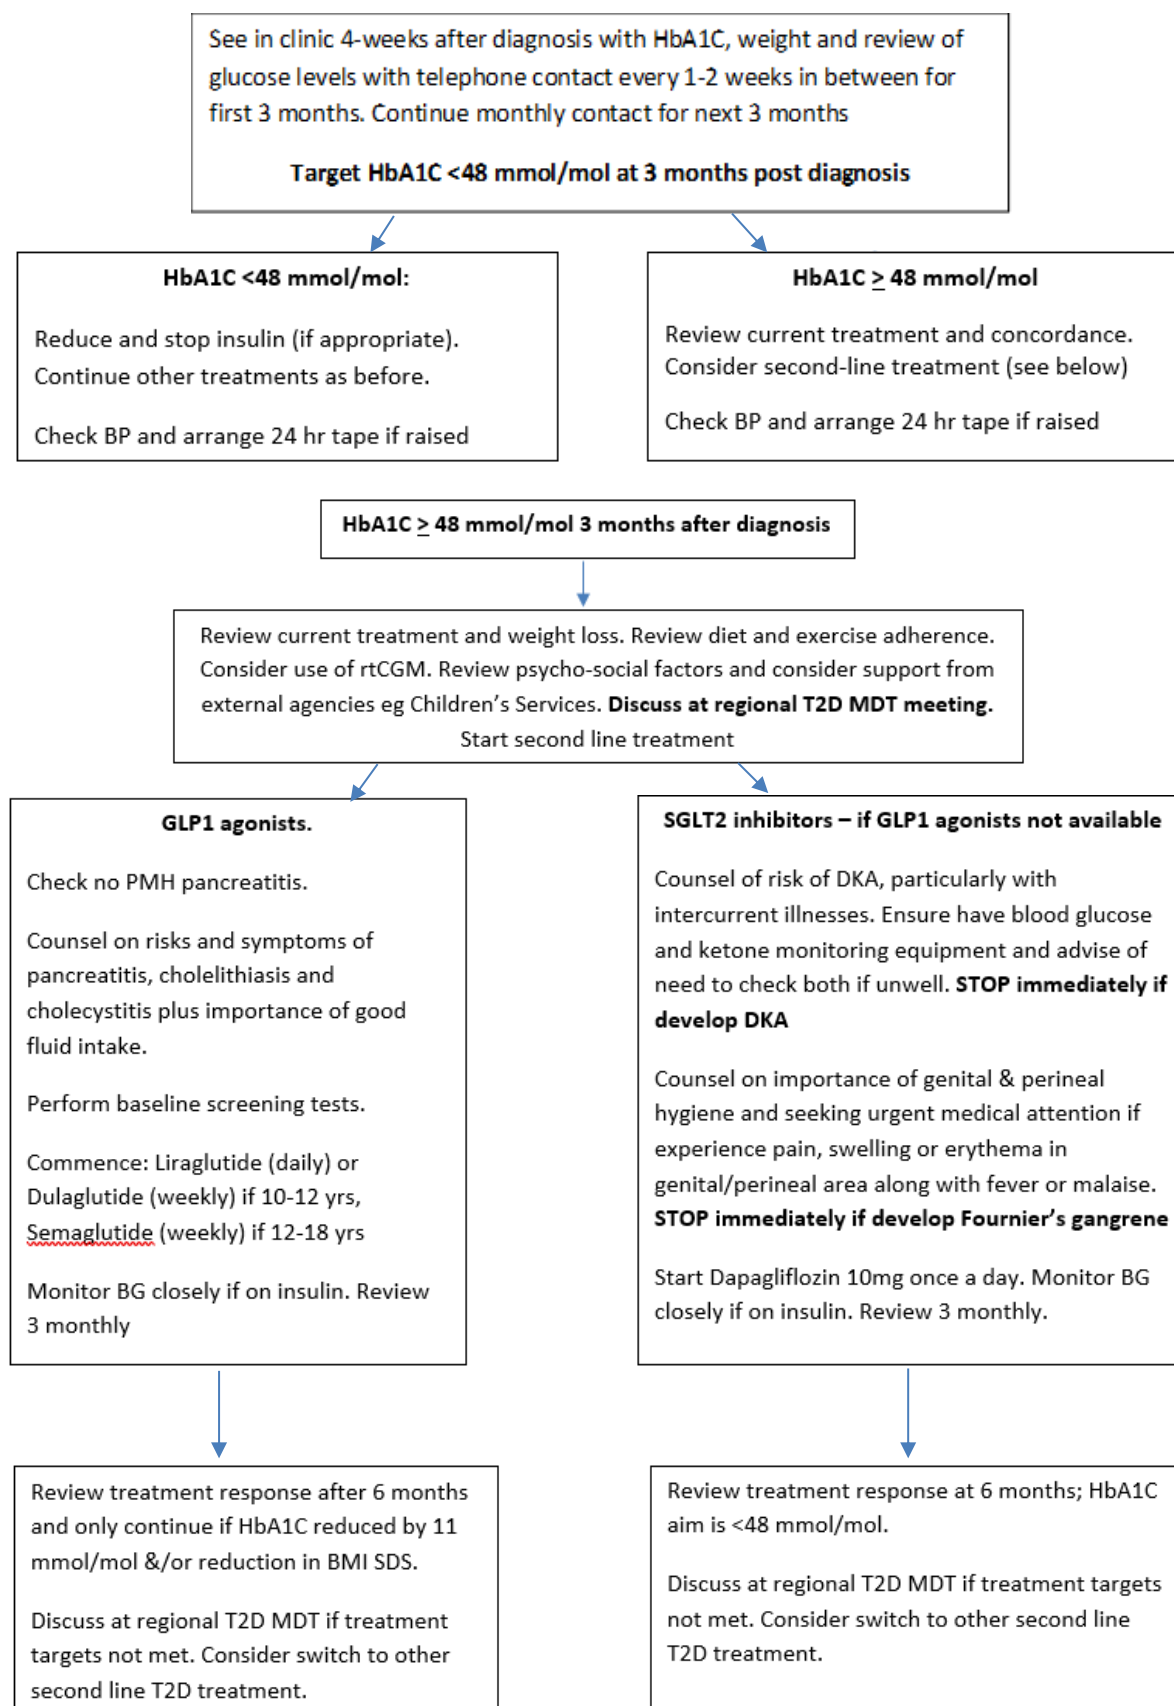 See in clinic 4-weeks after diagnosis with HbA1C, weight and review of
glucose levels with telephone contact every 1-2 weeks in between for
first 3 months. Continue monthly contact for next 3 months
Target HbA1C <48 mmol/mol at 3 months post diagnosis
HbA1C <48 mmol/mol:
Reduce and stop insulin (if appropriate).
Continue other treatments as before.
Check BP and arrange 24 hr tape if raised
HbA1C ≥ 48 mmol/mol
Review current treatment and concordance.
Consider second-line treatment (see below)
Check BP and arrange 24 hr tape if raised
HbA1C ≥ 48 mmol/mol 3 months after diagnosis
Review current treatment and weight loss. Review diet and exercise adherence.
Consider use of rtCGM. Review psycho-social factors and consider support from
external agencies eg Children's Services. Discuss at regional T2D MDT meeting.
Start second line treatment
GLP1 agonists.
Check no PMH pancreatitis.
Counsel on risks and symptoms of
pancreatitis, cholelithiasis and
cholecystitis plus importance of good
fluid intake.
Perform baseline screening tests.
Commence: Liraglutide (daily) or
Dulaglutide (weekly) if 10-12 yrs,
Semaglutide (weekly) if 12-18 yrs
Monitor BG closely if on insulin. Review
3 monthly
SGLT2 inhibitors – if GLP1 agonists not available
Counsel of risk of DKA, particularly with
intercurrent illnesses. Ensure have blood glucose
and ketone monitoring equipment and advise of
need to check both if unwell. STOP immediately if
develop DKA
Counsel on importance of genital & perineal
hygiene and seeking urgent medical attention if
experience pain, swelling or erythema in
genital/perineal area along with fever or malaise.
STOP immediately if develop Fournier's gangrene
Start Dapagliflozin 10mg once a day. Monitor BG
closely if on insulin. Review 3 monthly.
Review treatment response after 6 months
and only continue if HbA1C reduced by 11
mmol/mol &/or reduction in BMI SDS.
Discuss at regional T2D MDT if treatment
targets not met. Consider switch to other
second line T2D treatment.
Review treatment response at 6 months; HbA1C
aim is <48 mmol/mol.
Discuss at regional T2D MDT if treatment targets
not met. Consider switch to other second line
T2D treatment.